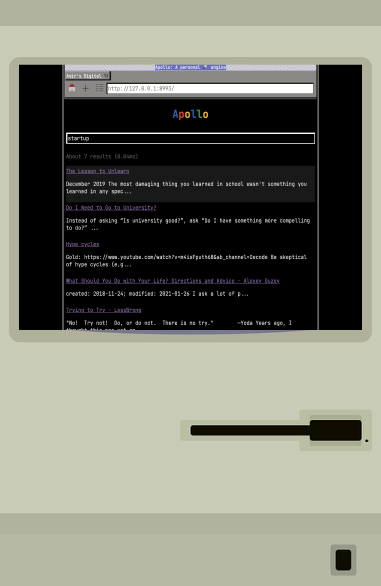 Apollo: A personal 🔍 engine
Amir's Digital
http://127.0.0.1:8993/
Apollo
startup
About 7 results (0.84ms)
The Lesson to Unlearn
December 2019 The most damaging thing you learned in school wasn't something you
learned in any spec...
Do I Need to Go to University?
Instead of asking “Is university good?”, ask “Do I have something more compelling
to do?” ...
Hype cycles
Gold: https://www.youtube.com/watch?v=m4isFputh68&ab_channel=Decode Be skeptical
of hype cycles (e.g...
What Should You Do with Your Life? Directions and Advice - Alexey Guzey
created: 2018-11-24; modified: 2021-01-26 I ask a lot of p...
Trying to Try - LessWrong
"No! Try not! Do, or do not. There is no try." —Yoda Years ago, I